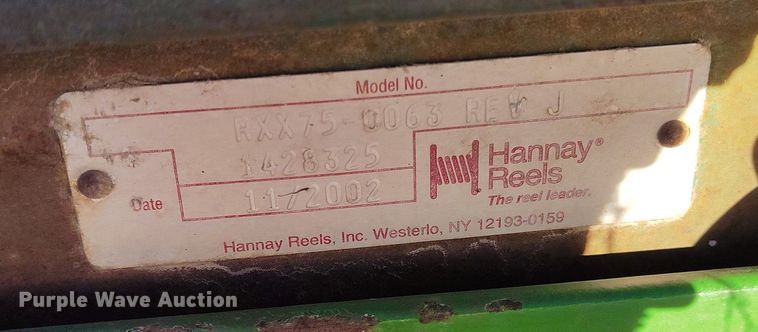 Model No.
RXX75-0063 REV J
1428325
Date 11/2002
Hannay®
Reels
The reel leader.
Hannay Reels, Inc. Westerlo, NY 12193-0159
Purple Wave Auction